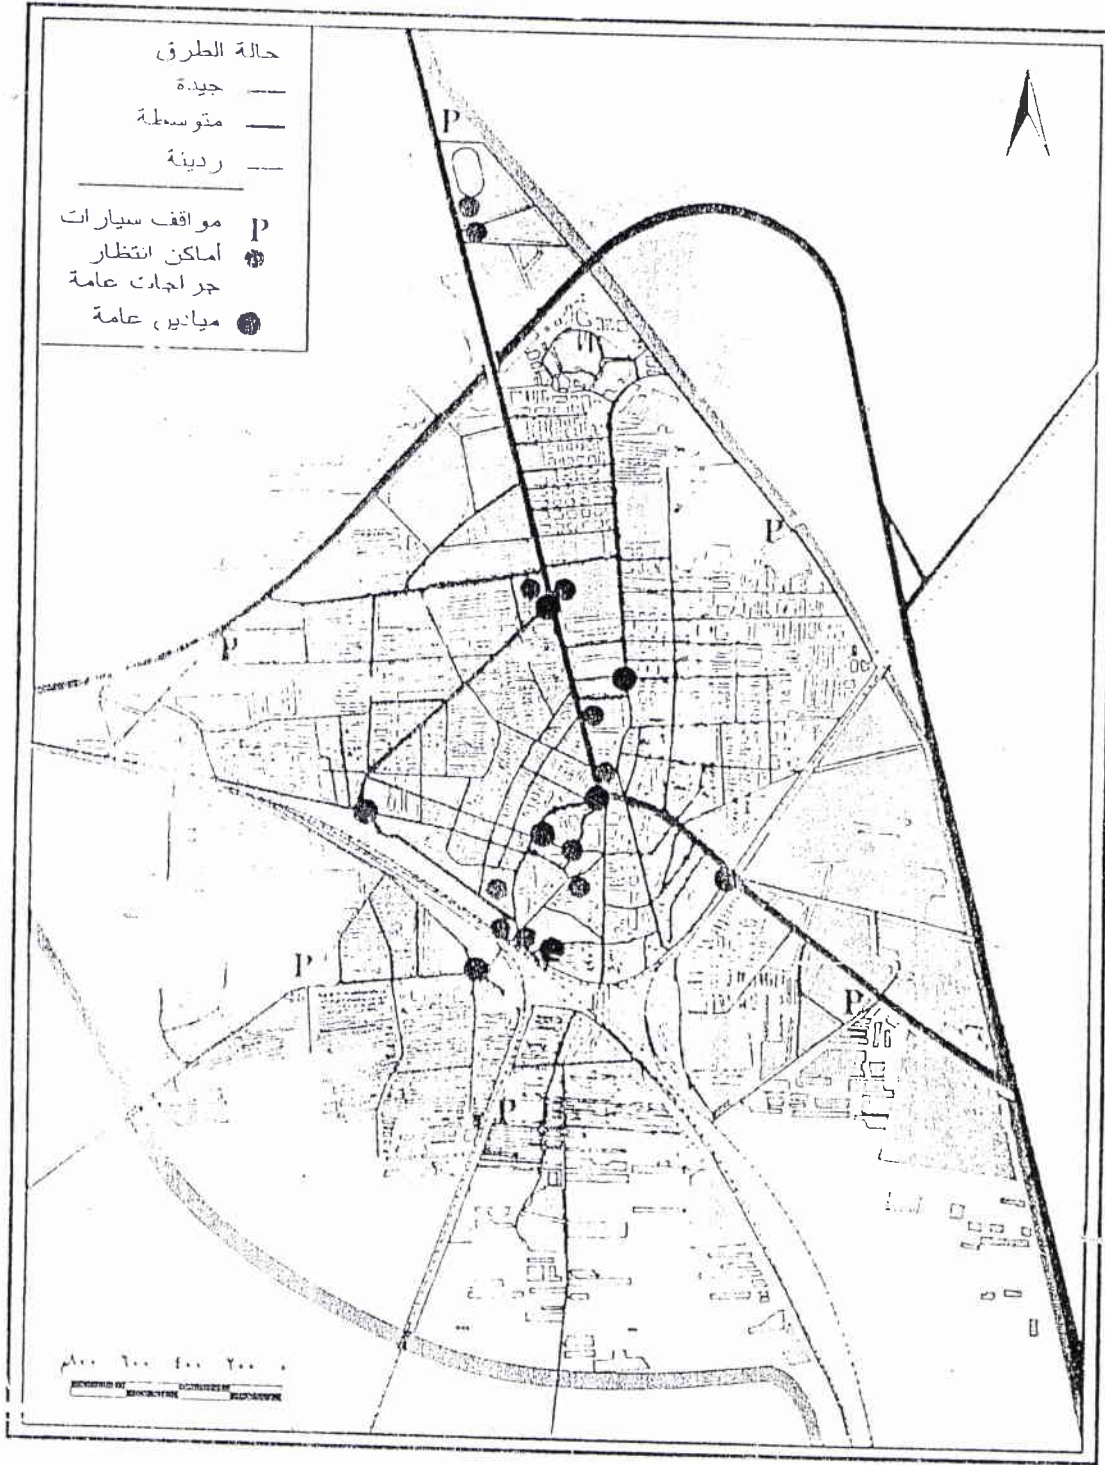 حالة الطرق
جيدة
متوسطة
رديئة
P مواقف سيارات
أماكن انتظار
جراجات عامة
ميادين عامة
P
P
P
P
P
P
٨٠٠م ٦٠٠ ٤٠٠ ٢٠٠ ٠